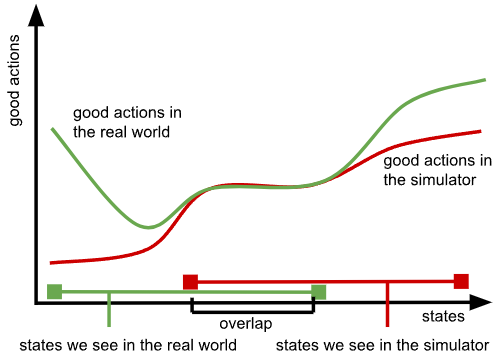 good actions
good actions in
the real world
good actions in
the simulator
states
overlap
states we see in the real world
states we see in the simulator